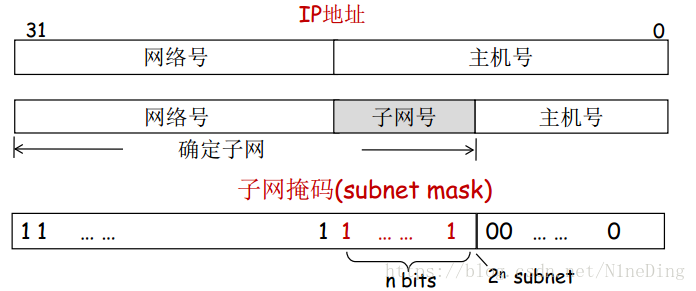 IP地址
31 0
网络号 主机号
网络号 子网号 主机号
确定子网
子网掩码(subnet mask)
1 1 … … 1 1 … … 1 00 … … 0
n bits 2ⁿ subnet
https://blog.csdn.net/N1neDing